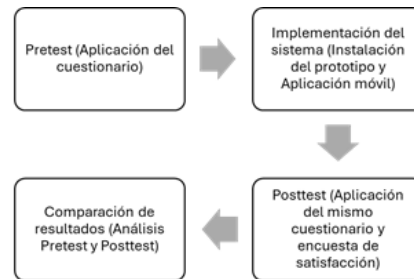 Pretest (Aplicación del
cuestionario)
Implementación del
sistema (Instalación
del prototipo y
Aplicación móvil)
Posttest (Aplicación
del mismo
cuestionario y
encuesta de
satisfacción)
Comparación de
resultados (Análisis
Pretest y Posttest)